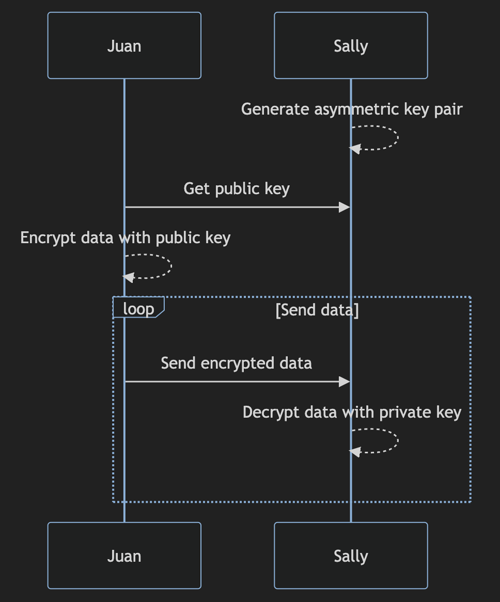 Juan
Sally
Generate asymmetric key pair
Get public key
Encrypt data with public key
loop
[Send data]
Send encrypted data
Decrypt data with private key
Juan
Sally